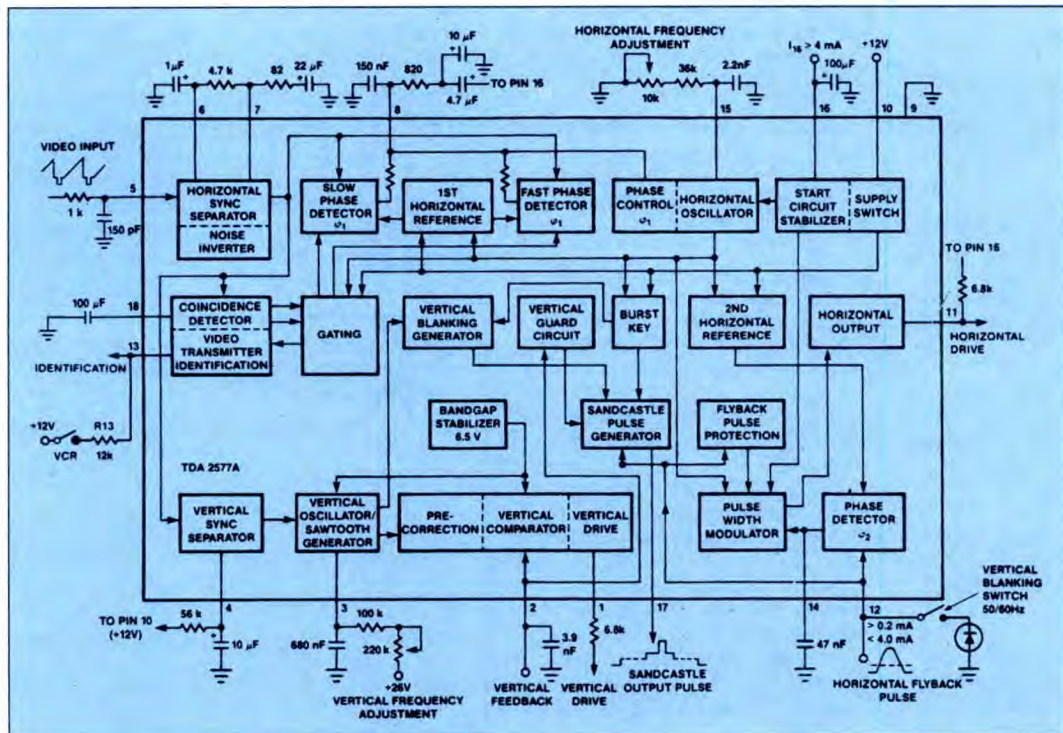 HORIZONTAL FREQUENCY
ADJUSTMENT
I16 > 4 mA
+12V
1 µF
4.7 k
82
22 µF
150 nF
820
10 µF
4.7 µF
TO PIN 16
10k
36k
2.2nF
100µF
6
7
8
15
16
10
9
VIDEO INPUT
5
1 k
150 pF
HORIZONTAL
SYNC
SEPARATOR
NOISE
INVERTER
SLOW
PHASE
DETECTOR
φ1
1ST
HORIZONTAL
REFERENCE
FAST PHASE
DETECTOR
φ1
PHASE
CONTROL
φ1
HORIZONTAL
OSCILLATOR
START
CIRCUIT
STABILIZER
SUPPLY
SWITCH
TO PIN 16
6.8k
11
HORIZONTAL
DRIVE
100 µF
18
13
IDENTIFICATION
COINCIDENCE
DETECTOR
VIDEO
TRANSMITTER
IDENTIFICATION
GATING
VERTICAL
BLANKING
GENERATOR
VERTICAL
GUARD
CIRCUIT
BURST
KEY
2ND
HORIZONTAL
REFERENCE
HORIZONTAL
OUTPUT
+12V
VCR
R13
12k
BANDGAP
STABILIZER
6.5 V
SANDCASTLE
PULSE
GENERATOR
FLYBACK
PULSE
PROTECTION
TDA 2577A
VERTICAL
SYNC
SEPARATOR
VERTICAL
OSCILLATOR/
SAWTOOTH
GENERATOR
PRE-
CORRECTION
VERTICAL
COMPARATOR
VERTICAL
DRIVE
PULSE
WIDTH
MODULATOR
PHASE
DETECTOR
φ2
4
3
2
1
17
14
12
VERTICAL
BLANKING
SWITCH
50/60Hz
TO PIN 10
(+12V)
56 k
10 µF
680 nF
100 k
220 k
+26V
VERTICAL FREQUENCY
ADJUSTMENT
3.9
nF
VERTICAL
FEEDBACK
6.8k
VERTICAL
DRIVE
SANDCASTLE
OUTPUT PULSE
47 nF
> 0.2 mA
< 4.0 mA
HORIZONTAL FLYBACK
PULSE